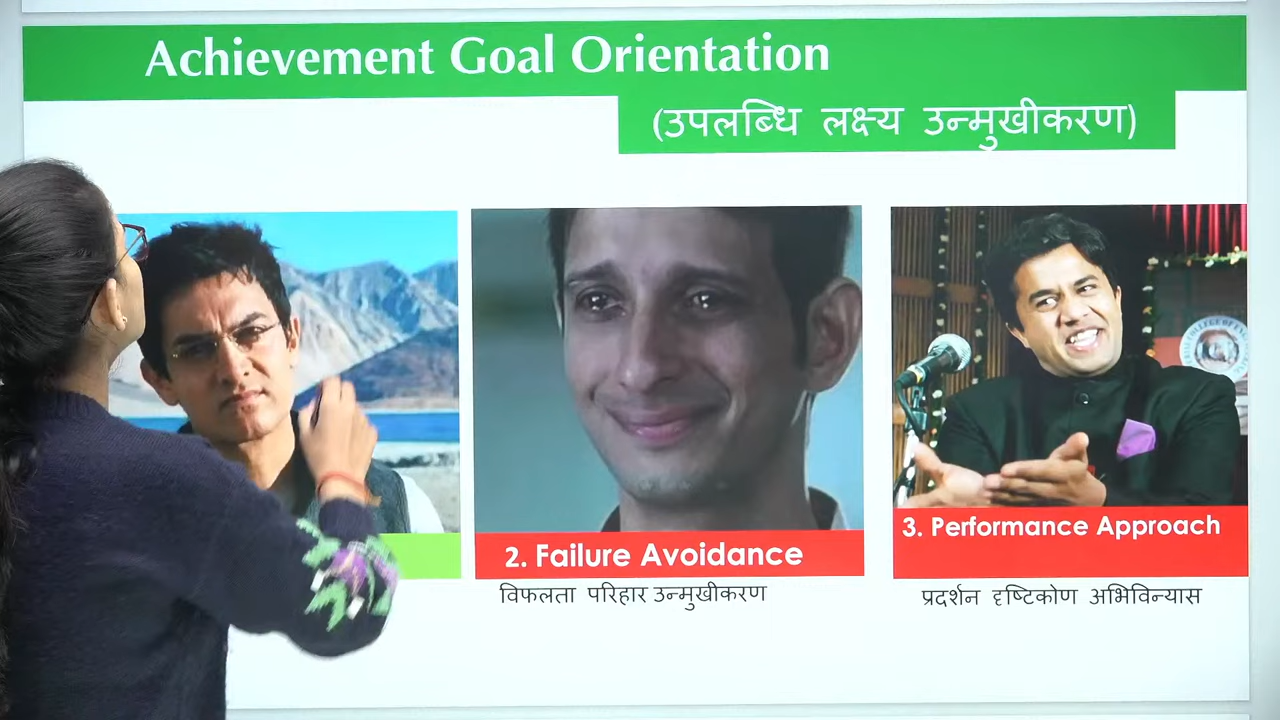 Achievement Goal Orientation
(उपलब्धि लक्ष्य उन्मुखीकरण)
2. Failure Avoidance
विफलता परिहार उन्मुखीकरण
3. Performance Approach
प्रदर्शन दृष्टिकोण अभिविन्यास